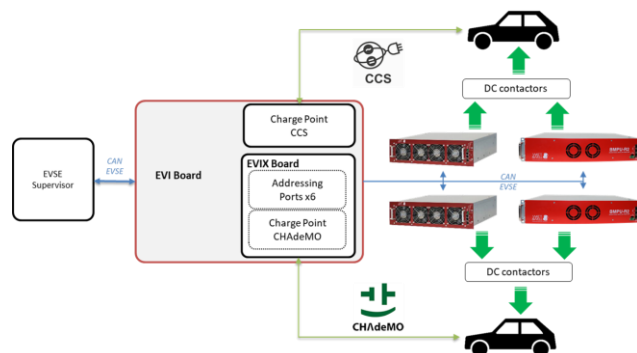 CCS
DC contactors
Charge Point
CCS
EVI Board
EVIX Board
Addressing
Ports x6
Charge Point
CHAdeMO
EVSE
Supervisor
CAN
EVSE
CAN
EVSE
DC contactors
CHAdeMO